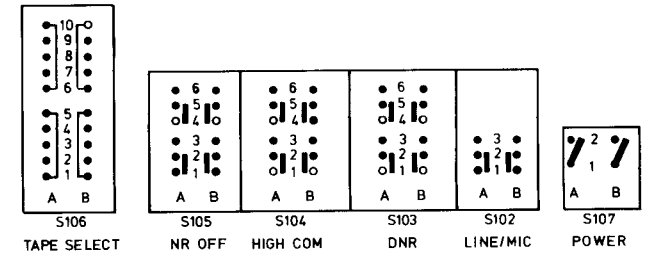 10
9
8
7
6
5
4
3
2
1
A B
S106
TAPE SELECT
6
5
4
3
2
1
A B
S105
NR OFF
6
5
4
3
2
1
A B
S104
HIGH COM
6
5
4
3
2
1
A B
S103
DNR
3
2
1
A B
S102
LINE/MIC
2
1
A B
S107
POWER